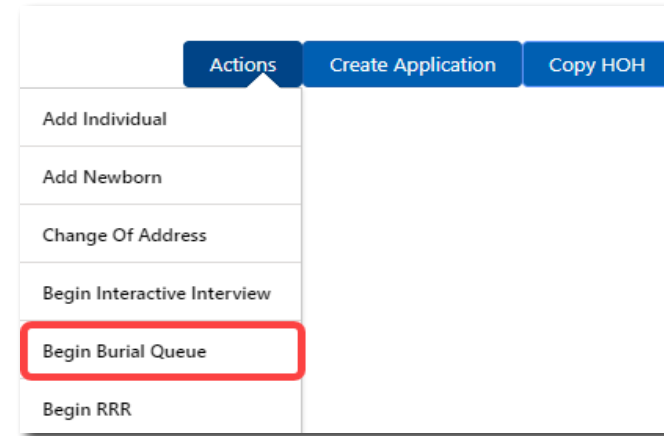 Actions Create Application Copy HOH
Add Individual
Add Newborn
Change Of Address
Begin Interactive Interview
Begin Burial Queue
Begin RRR